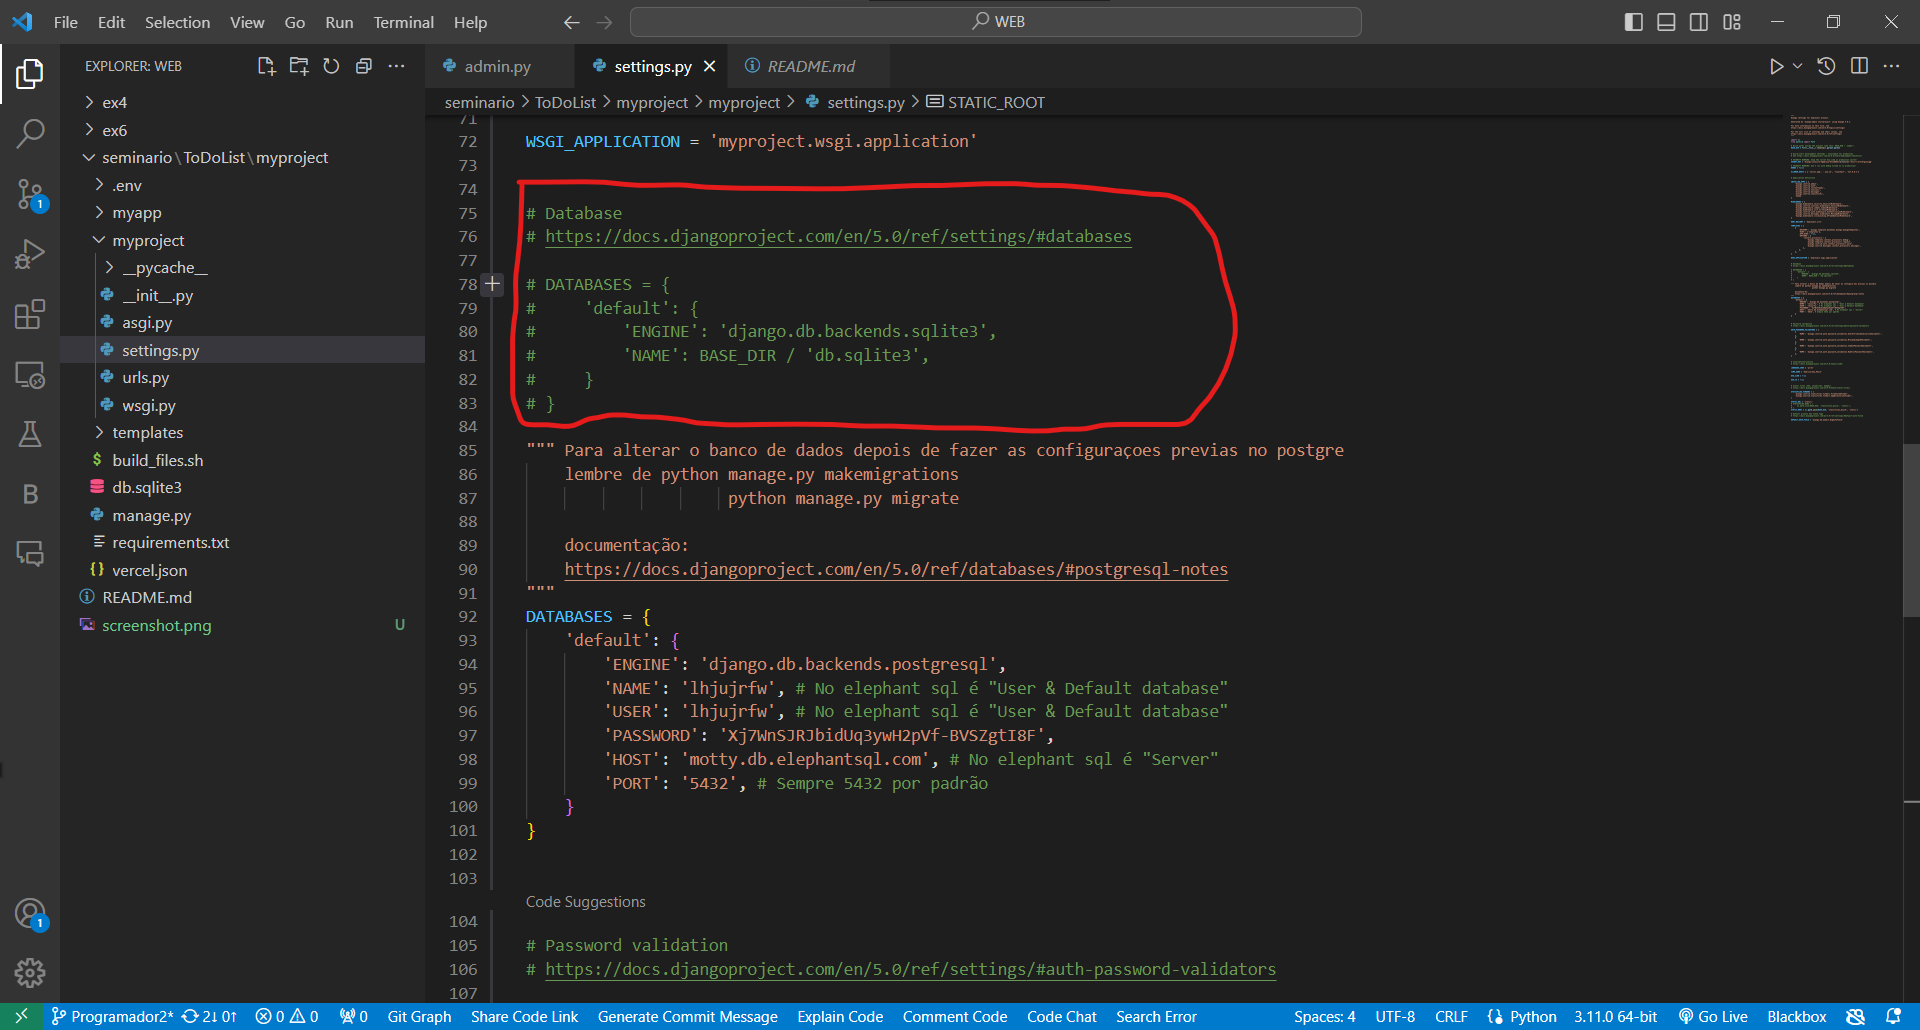 File Edit Selection View Go Run Terminal Help
WEB
EXPLORER: WEB
ex4
ex6
seminario\ToDoList\myproject
.env
myapp
myproject
__pycache__
__init__.py
asgi.py
settings.py
urls.py
wsgi.py
templates
build_files.sh
db.sqlite3
manage.py
requirements.txt
vercel.json
README.md
screenshot.png U
1
1
B
admin.py settings.py README.md
seminario > ToDoList > myproject > myproject > settings.py > STATIC_ROOT
71
72 WSGI_APPLICATION = 'myproject.wsgi.application'
73
74
75 # Database
76 # https://docs.djangoproject.com/en/5.0/ref/settings/#databases
77
78 # DATABASES = {
79 #     'default': {
80 #         'ENGINE': 'django.db.backends.sqlite3',
81 #         'NAME': BASE_DIR / 'db.sqlite3',
82 #     }
83 # }
84
85 """ Para alterar o banco de dados depois de fazer as configuraçoes previas no postgre
86     lembre de python manage.py makemigrations
87                      python manage.py migrate
88
89     documentação:
90     https://docs.djangoproject.com/en/5.0/ref/databases/#postgresql-notes
91 """
92 DATABASES = {
93     'default': {
94         'ENGINE': 'django.db.backends.postgresql',
95         'NAME': 'lhjujrfw', # No elephant sql é "User & Default database"
96         'USER': 'lhjujrfw', # No elephant sql é "User & Default database"
97         'PASSWORD': 'Xj7WnSJRJbidUq3ywH2pVf-BVSZgtI8F',
98         'HOST': 'motty.db.elephantsql.com', # No elephant sql é "Server"
99         'PORT': '5432', # Sempre 5432 por padrão
100     }
101 }
102
103
Code Suggestions
104
105 # Password validation
106 # https://docs.djangoproject.com/en/5.0/ref/settings/#auth-password-validators
107
Programador2* 2↓ 0↑ 0 0 0 Git Graph Share Code Link Generate Commit Message Explain Code Comment Code Code Chat Search Error Spaces: 4 UTF-8 CRLF Python 3.11.0 64-bit Go Live Blackbox